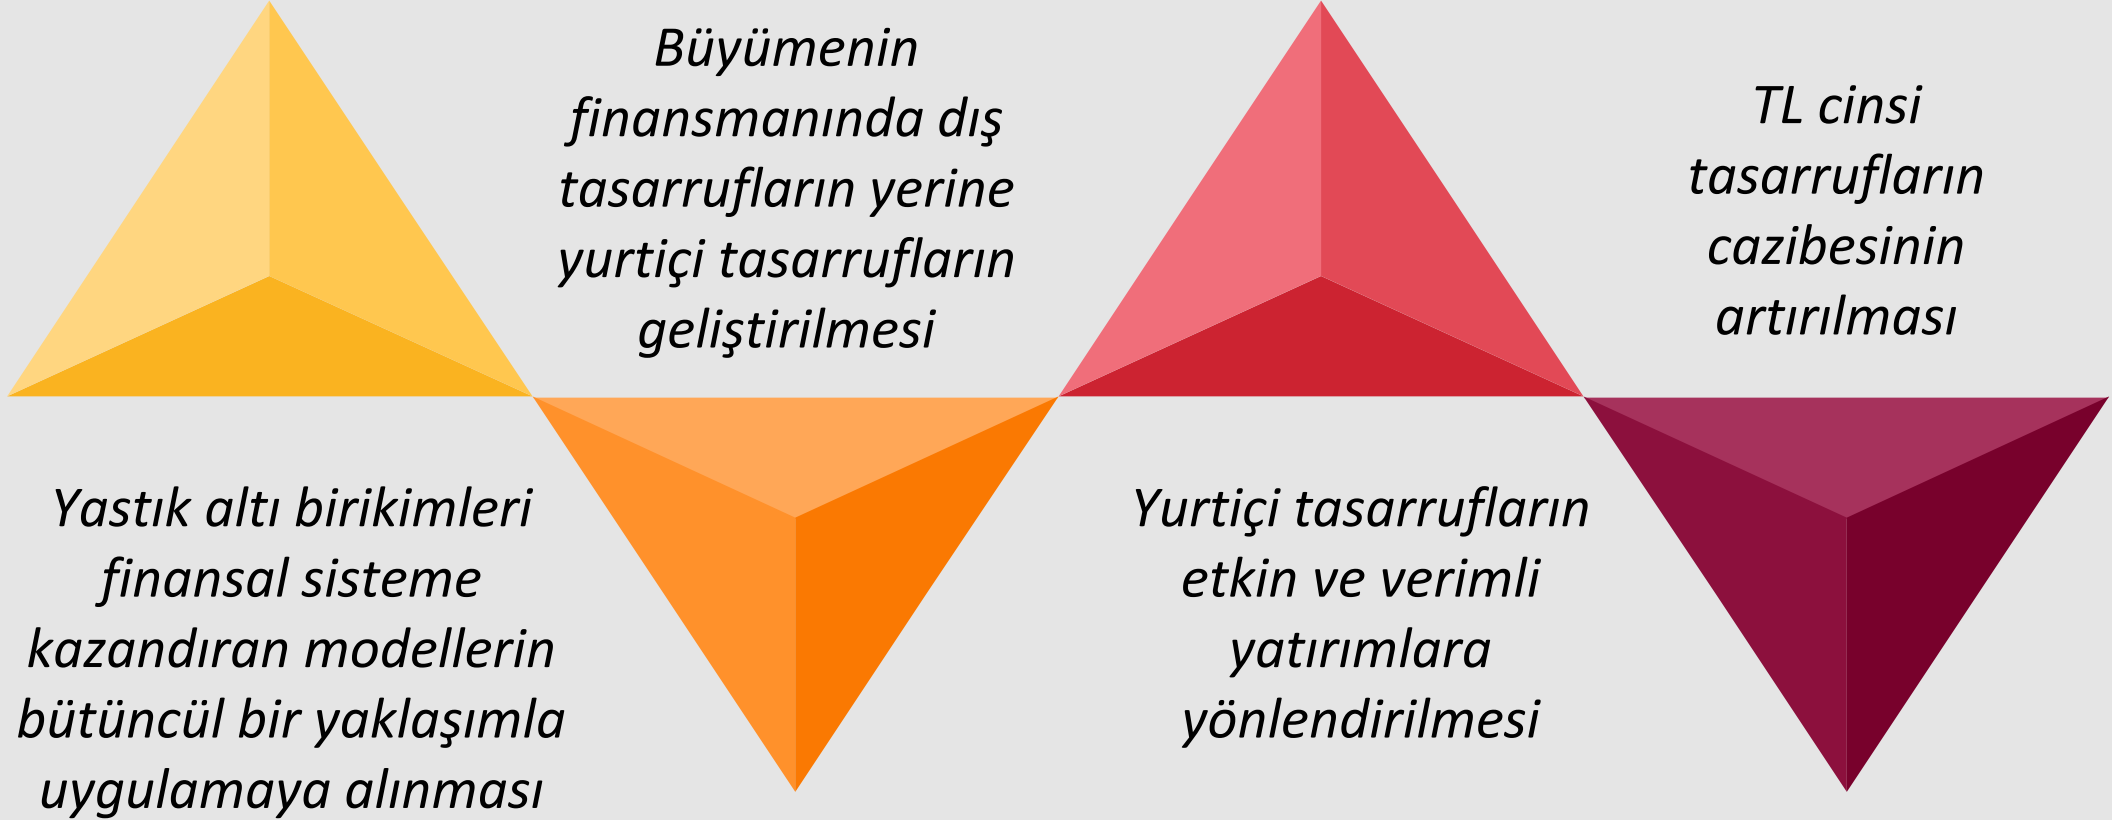 Büyümenin
finansmanında dış
tasarrufların yerine
yurtiçi tasarrufların
geliştirilmesi
TL cinsi
tasarrufların
cazibesinin
artırılması
Yastık altı birikimleri
finansal sisteme
kazandıran modellerin
bütüncül bir yaklaşımla
uygulamaya alınması
Yurtiçi tasarrufların
etkin ve verimli
yatırımlara
yönlendirilmesi